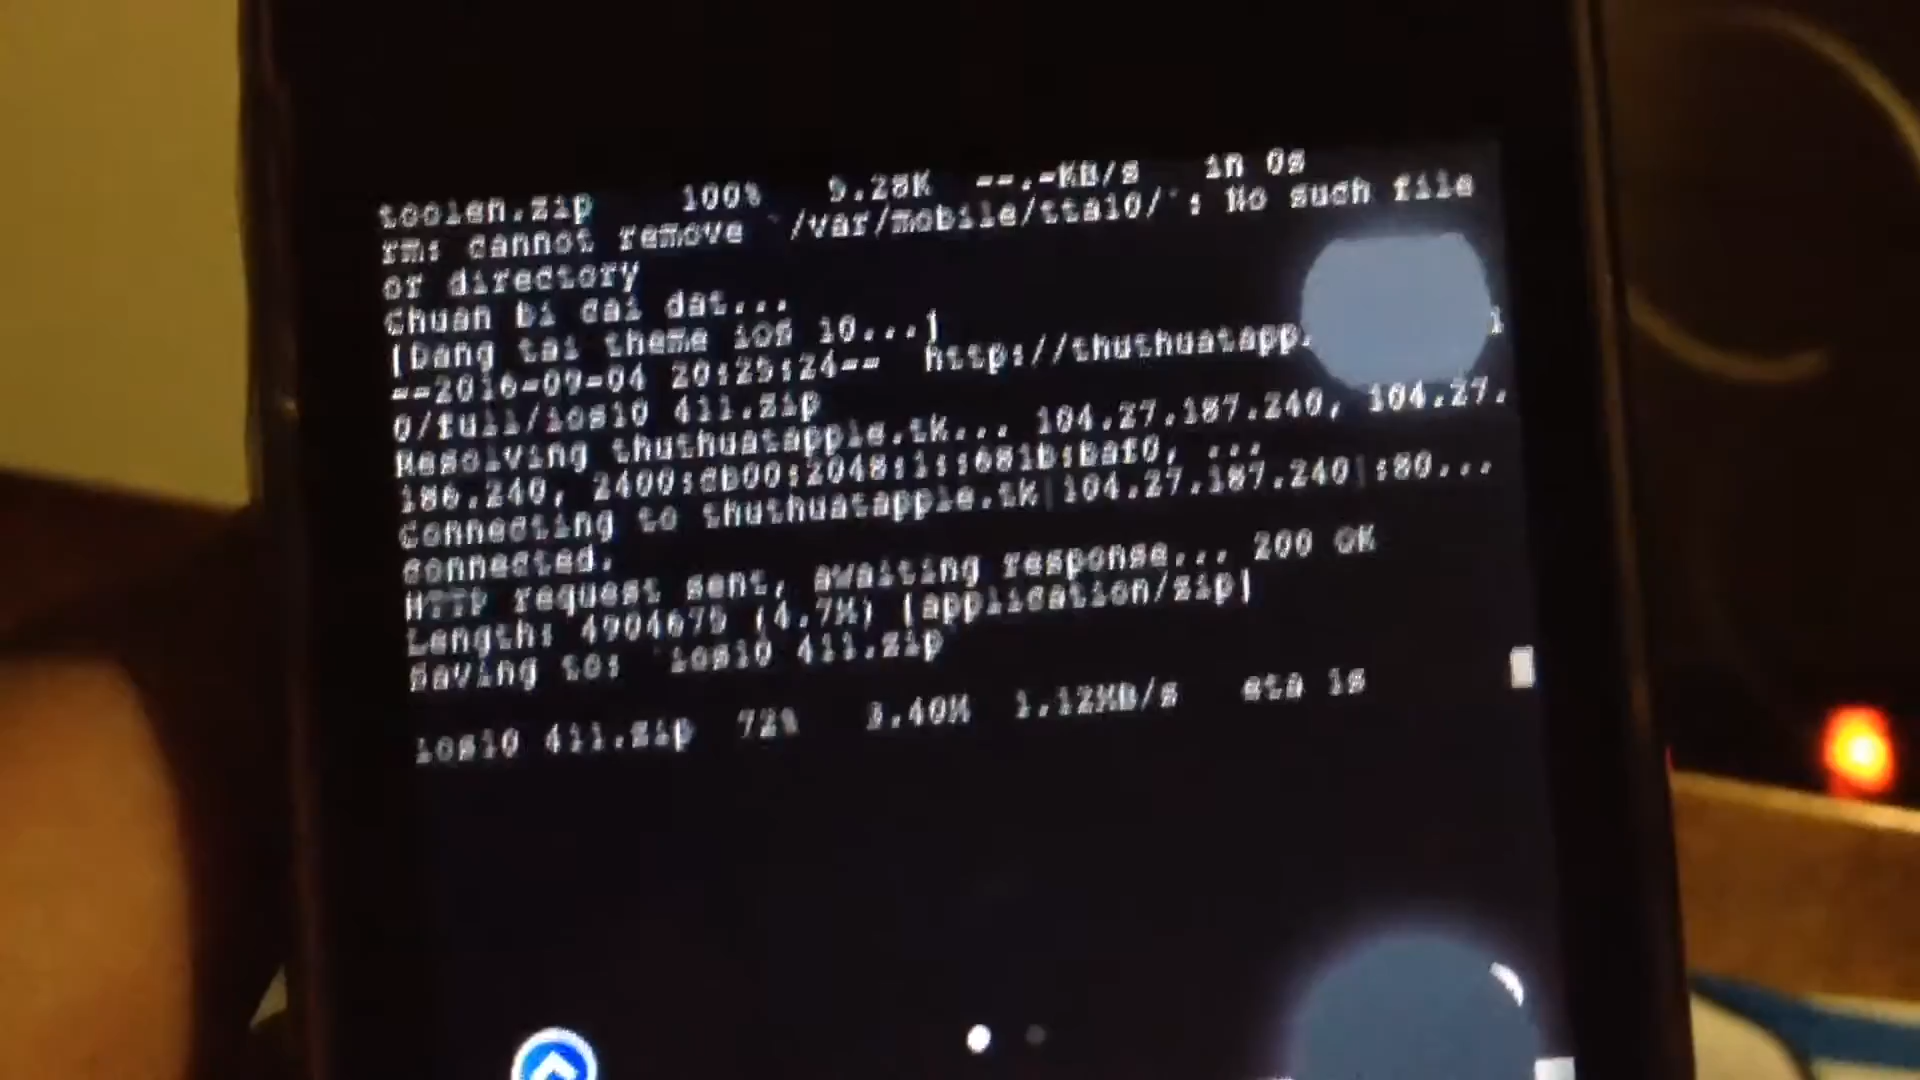 toolen.zip 100% 9.28K --.-KB/s in 0s
rm: cannot remove `/var/mobile/tta10/': No such file
or directory
Chuan bi cai dat...
[Dang tai theme ios 10...]
--2016-09-04 20:25:24-- http://thuthuatapp.
0/full/ios10 411.zip
Resolving thuthuatapple.tk... 104.27.187.240, 104.27.
186.240, 2400:cb00:2048:1::681b:baf0, ...
Connecting to thuthuatapple.tk|104.27.187.240|:80...
connected.
HTTP request sent, awaiting response... 200 OK
Length: 4904675 (4.7M) [application/zip]
Saving to: `ios10 411.zip
ios10 411.zip 72% 3.40M 1.12MB/s eta 1s